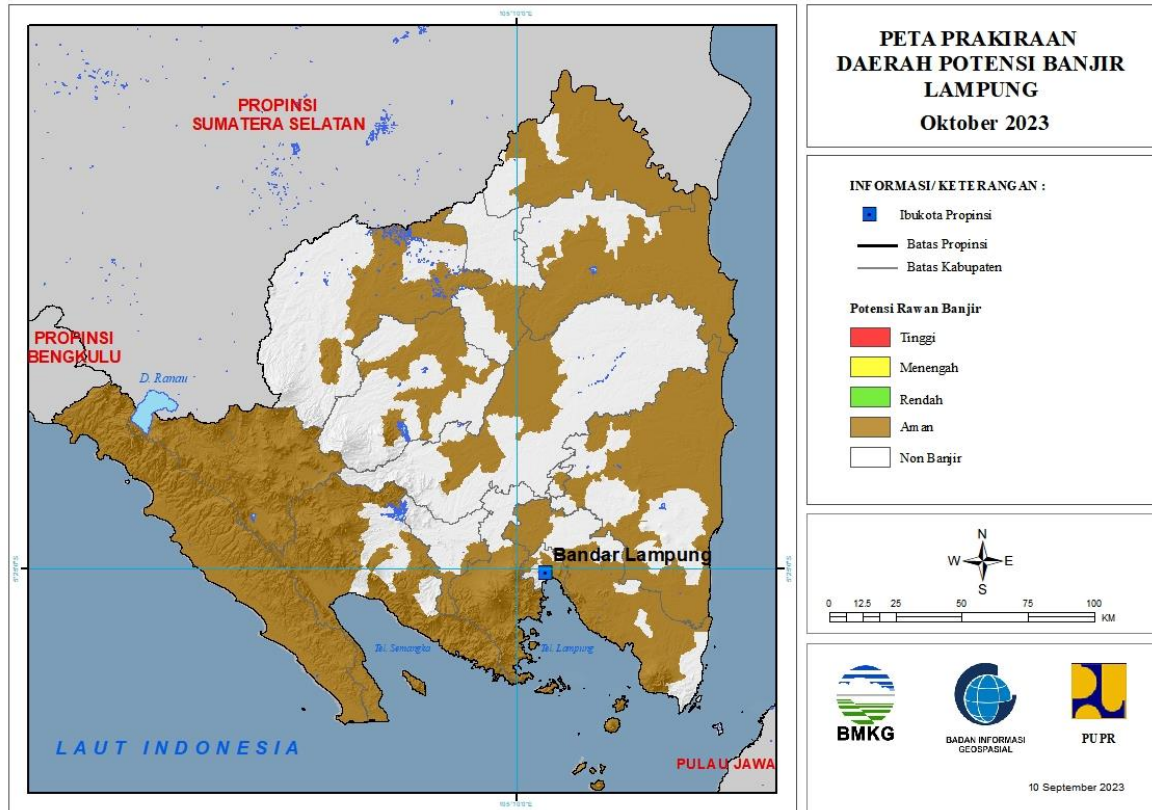 PETA PRAKIRAAN
DAERAH POTENSI BANJIR
LAMPUNG
Oktober 2023
INFORMASI/KETERANGAN :
Ibukota Propinsi
Batas Propinsi
Batas Kabupaten
Potensi Rawan Banjir
Tinggi
Menengah
Rendah
Aman
Non Banjir
N
W
E
S
0
12.5
25
50
75
100
KM
BMKG
BADAN INFORMASI
GEOSPASIAL
PUPR
10 September 2023
PROPINSI
SUMATERA SELATAN
PROPINSI
BENGKULU
D. Ranau
Bandar Lampung
Tel. Semangka
Tel. Lampung
LAUT INDONESIA
PULAU JAWA